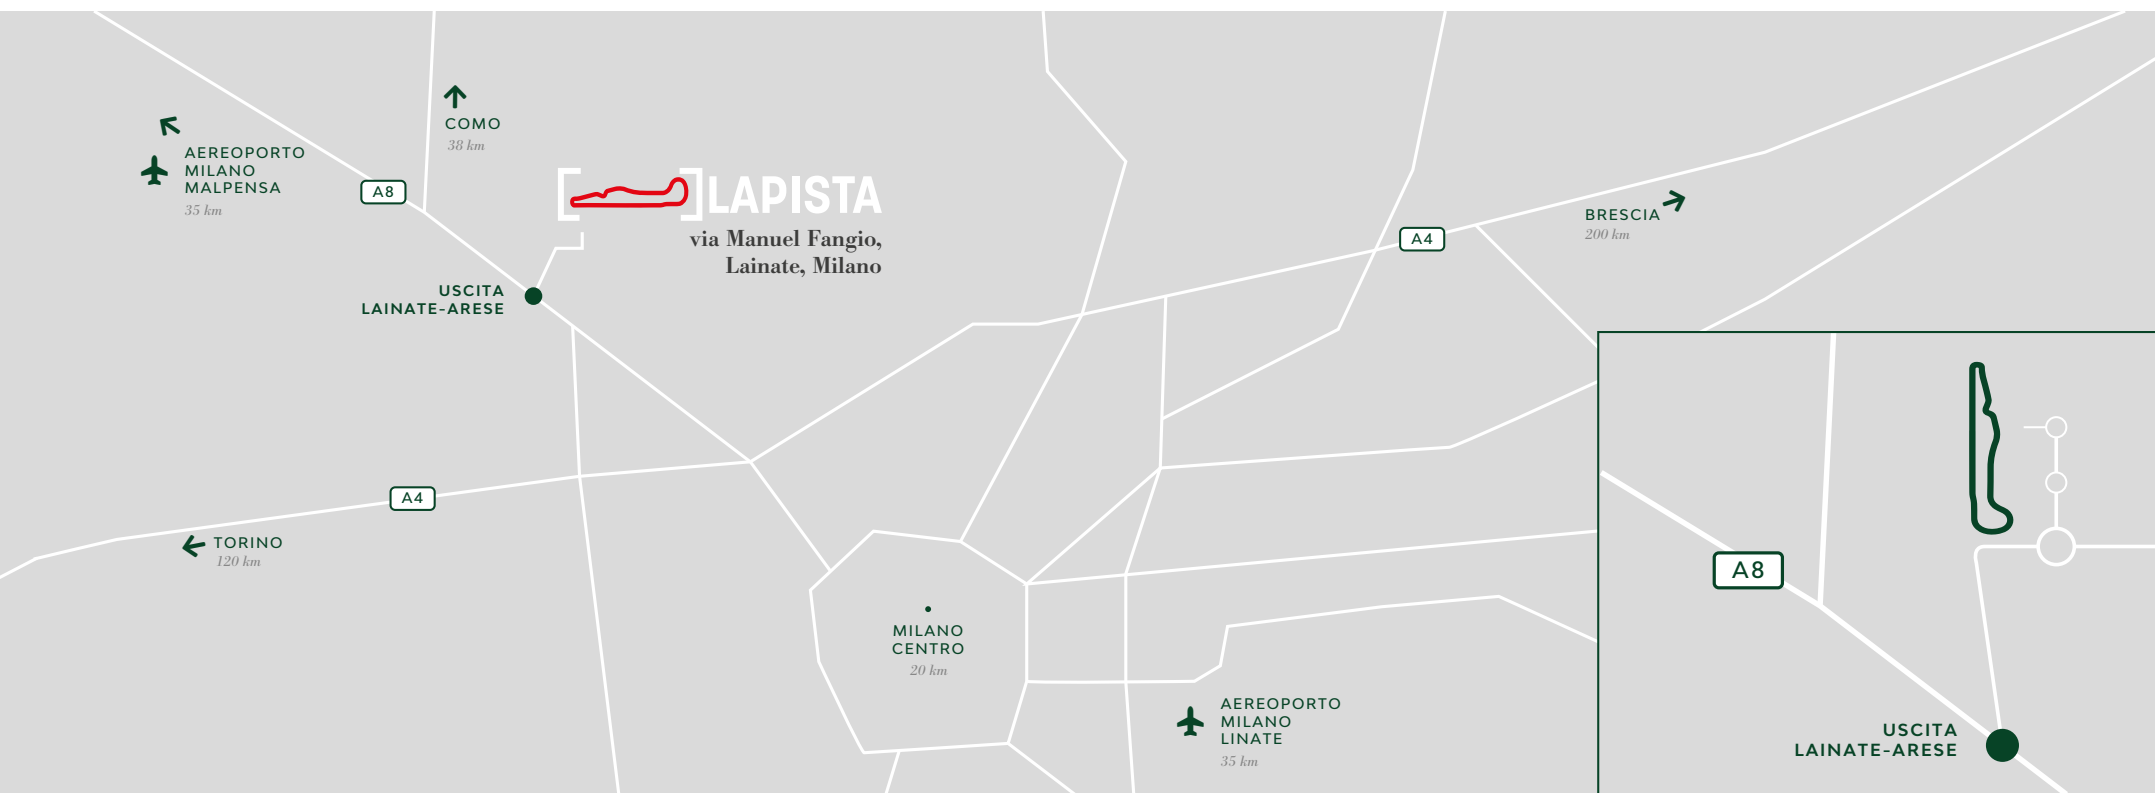 COMO
38 km
AEREOPORTO
MILANO
MALPENSA
35 km
A8
LAPISTA
via Manuel Fangio,
Lainate, Milano
BRESCIA
200 km
A4
USCITA
LAINATE-ARESE
A4
TORINO
120 km
MILANO
CENTRO
20 km
AEREOPORTO
MILANO
LINATE
35 km
A8
USCITA
LAINATE-ARESE